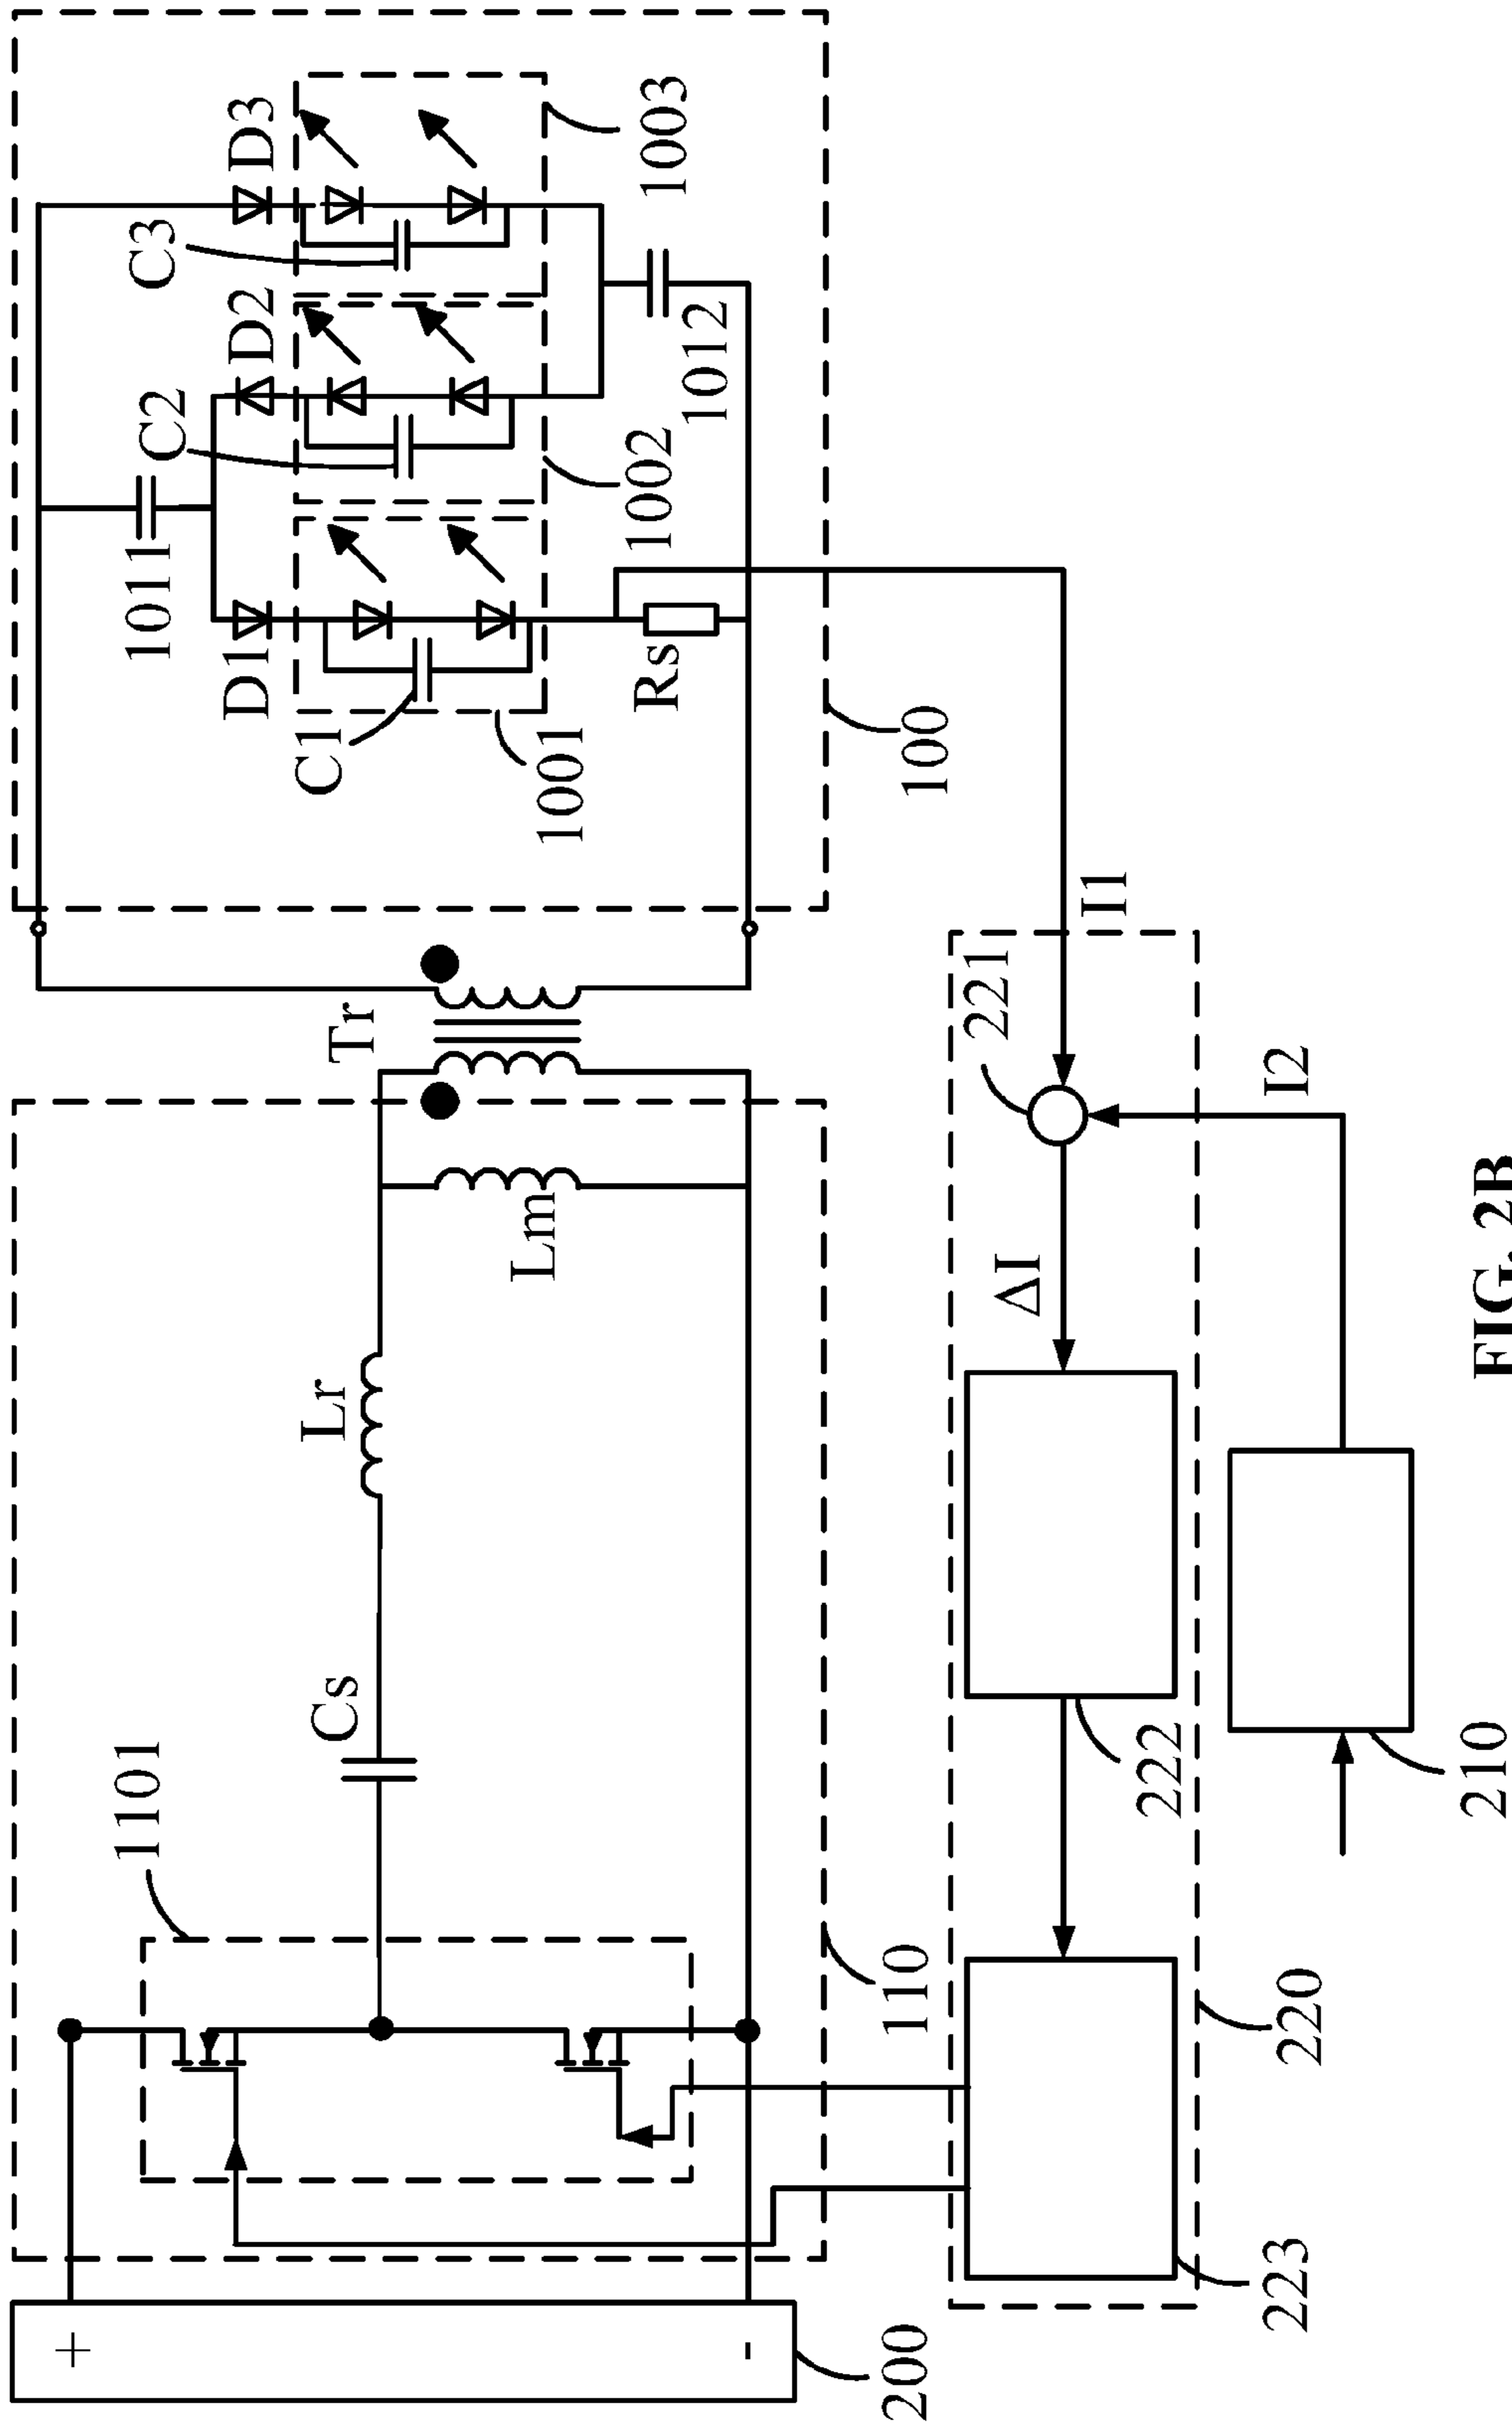 1101
Cs
Lr
Lm
Tr
1011
D1
D2
D3
C1
C2
C3
1001
1002
1003
1012
Rs
100
+
-
200
110
I1
221
ΔI
I2
222
223
220
210
FIG. 2B